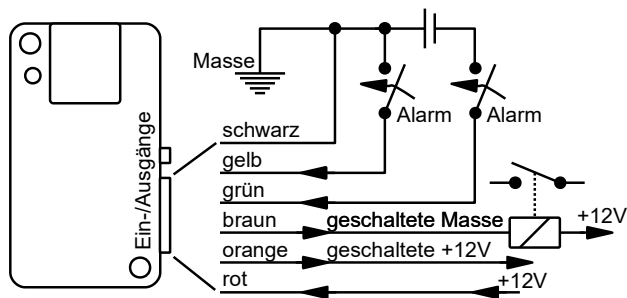 Masse
Alarm
Alarm
Ein-/Ausgänge
schwarz
gelb
grün
braun geschaltete Masse +12V
orange geschaltete +12V
rot +12V